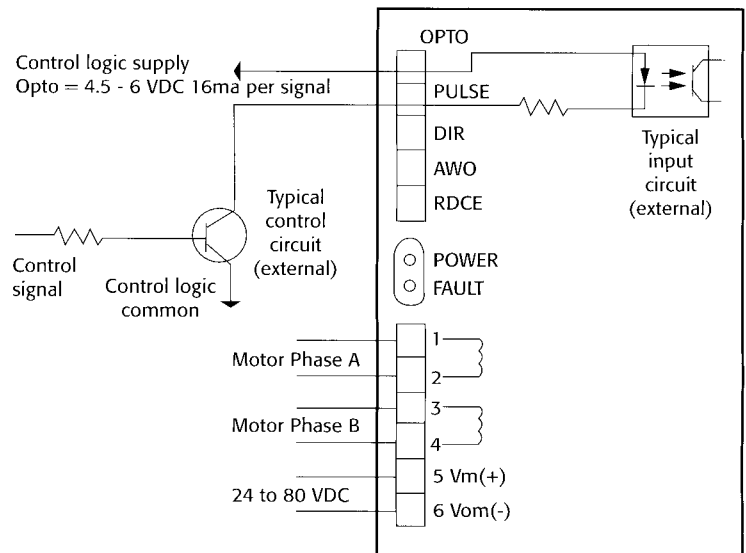 OPTO
Control logic supply
Opto = 4.5 - 6 VDC 16ma per signal
PULSE
DIR
AWO
RDCE
Typical
input
circuit
(external)
Typical
control
circuit
(external)
Control
signal
Control logic
common
POWER
FAULT
Motor Phase A
1
2
Motor Phase B
3
4
24 to 80 VDC
5 Vm(+)
6 Vom(-)